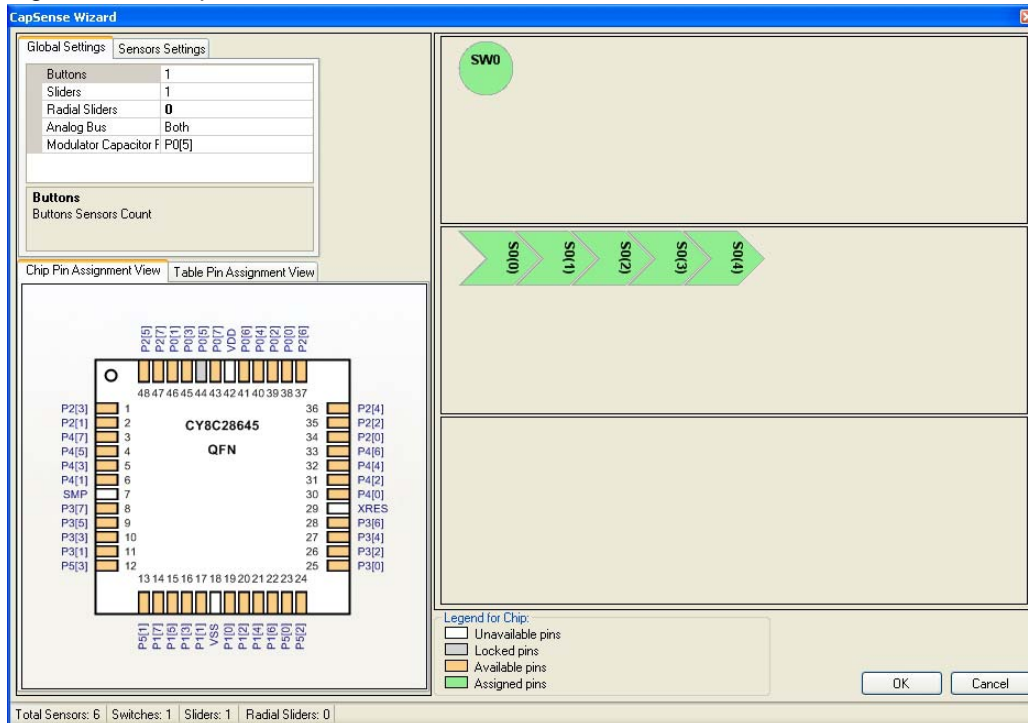 CapSense Wizard
Global Settings Sensors Settings
Buttons 1
Sliders 1
Radial Sliders 0
Analog Bus Both
Modulator Capacitor F P0[5]
Buttons
Buttons Sensors Count
Chip Pin Assignment View Table Pin Assignment View
P2[5] P2[7] P0[1] P0[3] P0[5] P0[7] VDD P0[6] P0[4] P0[2] P0[0] P2[6]
48 47 46 45 44 43 42 41 40 39 38 37
P2[3] 1 36 P2[4]
P2[1] 2 CY8C28645 35 P2[2]
P4[7] 3 34 P2[0]
P4[5] 4 QFN 33 P4[6]
P4[3] 5 32 P4[4]
P4[1] 6 31 P4[2]
SMP 7 30 P4[0]
P3[7] 8 29 XRES
P3[5] 9 28 P3[6]
P3[3] 10 27 P3[4]
P3[1] 11 26 P3[2]
P5[3] 12 25 P3[0]
13 14 15 16 17 18 19 20 21 22 23 24
P5[1] P1[7] P1[5] P1[3] P1[1] VSS P1[0] P1[2] P1[4] P1[6] P5[0] P5[2]
SW0
S0(0) S0(1) S0(2) S0(3) S0(4)
Legend for Chip:
Unavailable pins
Locked pins
Available pins
Assigned pins
OK Cancel
Total Sensors: 6 Switches: 1 Sliders: 1 Radial Sliders: 0